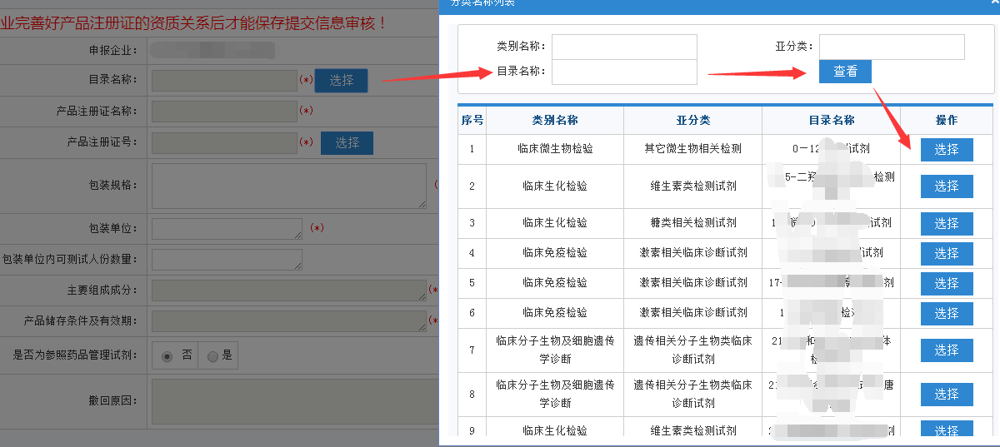 业完善好产品注册证的资质关系后才能保存提交信息审核！
申报企业：
目录名称： (*) 选择
产品注册证名称： (*)
产品注册证号： (*) 选择
包装规格： (
包装单位： (*)
包装单位内可测试人份数量：
主要组成成分： (*
产品储存条件及有效期： (*
是否为参照药品管理试剂： 否 是
撤回原因：
分类名称列表
类别名称： 亚分类：
目录名称： 查看
序号 类别名称 亚分类 目录名称 操作
1 临床微生物检验 其它微生物相关检测 试剂 选择
2 临床生化检验 维生素类检测试剂 5-二羟 检测 选择
3 临床生化检验 糖类相关检测试剂 试剂 选择
4 临床免疫检验 激素相关临床诊断试剂 试剂 选择
5 临床免疫检验 激素相关临床诊断试剂 17- 剂 选择
6 临床免疫检验 激素相关临床诊断试剂 1 选择
7 临床分子生物及细胞遗传 遗传相关分子生物类临床 21 和 体 选择
学诊断 诊断试剂
8 临床分子生物及细胞遗传 遗传相关分子生物类临床 21 唐 选择
学诊断 诊断试剂
9 临床生化检验 维生素类检测试剂 剂 选择